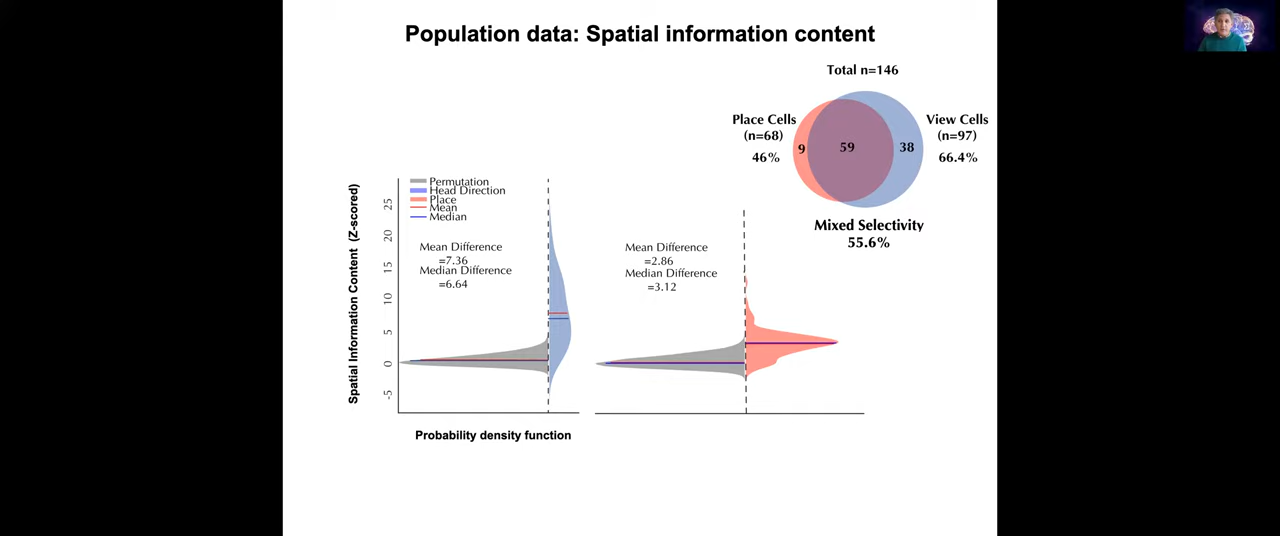 Population data: Spatial information content
Total n=146
Place Cells
(n=68)
46%
9
59
38
View Cells
(n=97)
66.4%
Mixed Selectivity
55.6%
Spatial Information Content (Z-scored)
25
20
15
10
5
0
-5
Permutation
Head Direction
Place
Mean
Median
Mean Difference
=7.36
Median Difference
=6.64
Mean Difference
=2.86
Median Difference
=3.12
Probability density function